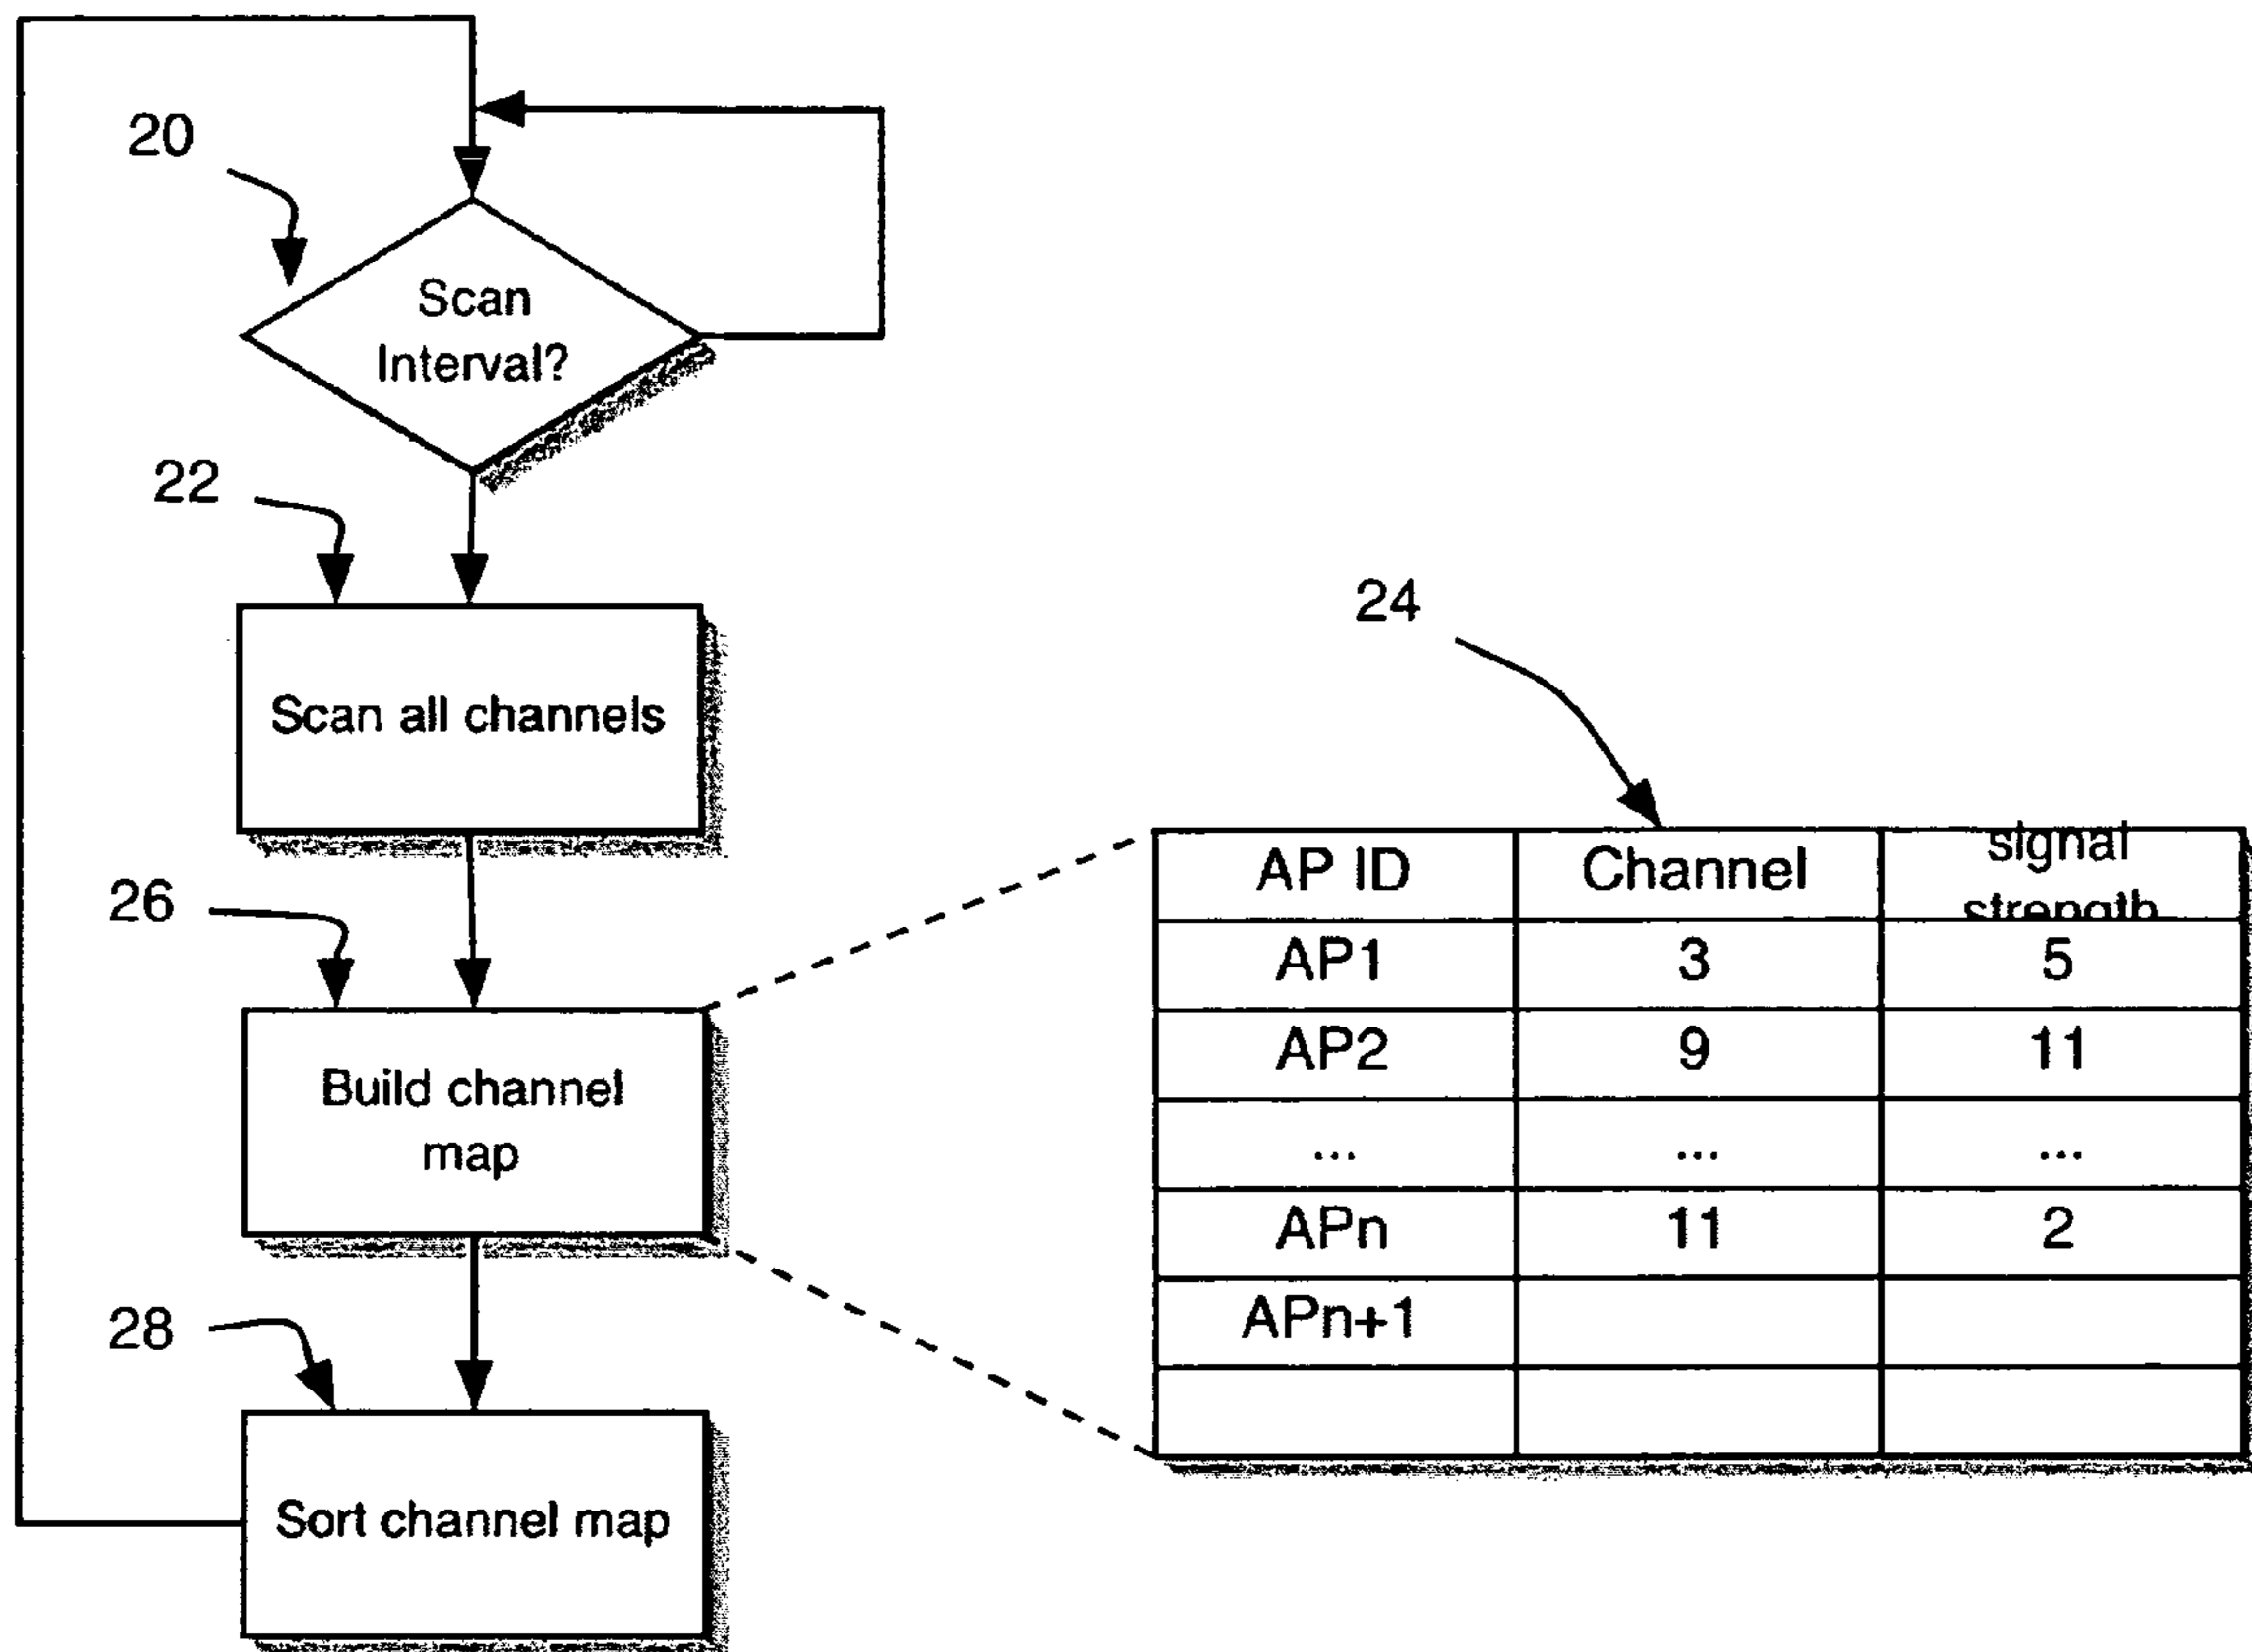 20
Scan
Interval?
22
Scan all channels
24
26
Build channel
map
28
Sort channel map
AP ID Channel signal
strength
AP1 3 5
AP2 9 11
... ... ...
APn 11 2
APn+1